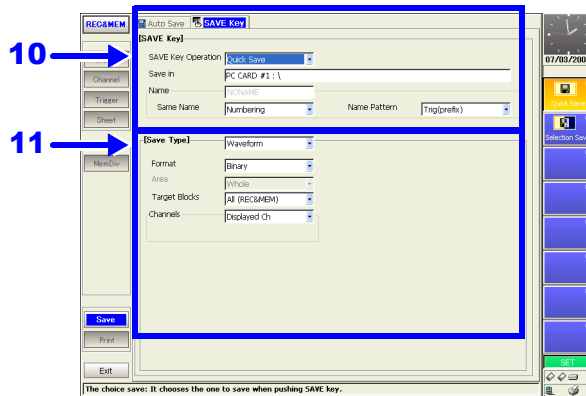 REC&MEM
Auto Save
SAVE Key
[SAVE Key]
10
SAVE Key Operation Quick Save
Save in PC CARD #1 : \
Name NONAME
Same Name Numbering Name Pattern Trig(prefix)
Channel
Trigger
Sheet
11
[Save Type] Waveform
MemDiv
Format Binary
Area Whole
Target Blocks All (REC&MEM)
Channels Displayed Ch
Save
Print
Exit
The choice save: It chooses the one to save when pushing SAVE key.
07/03/200
Quick Save
Selection Sav
SET